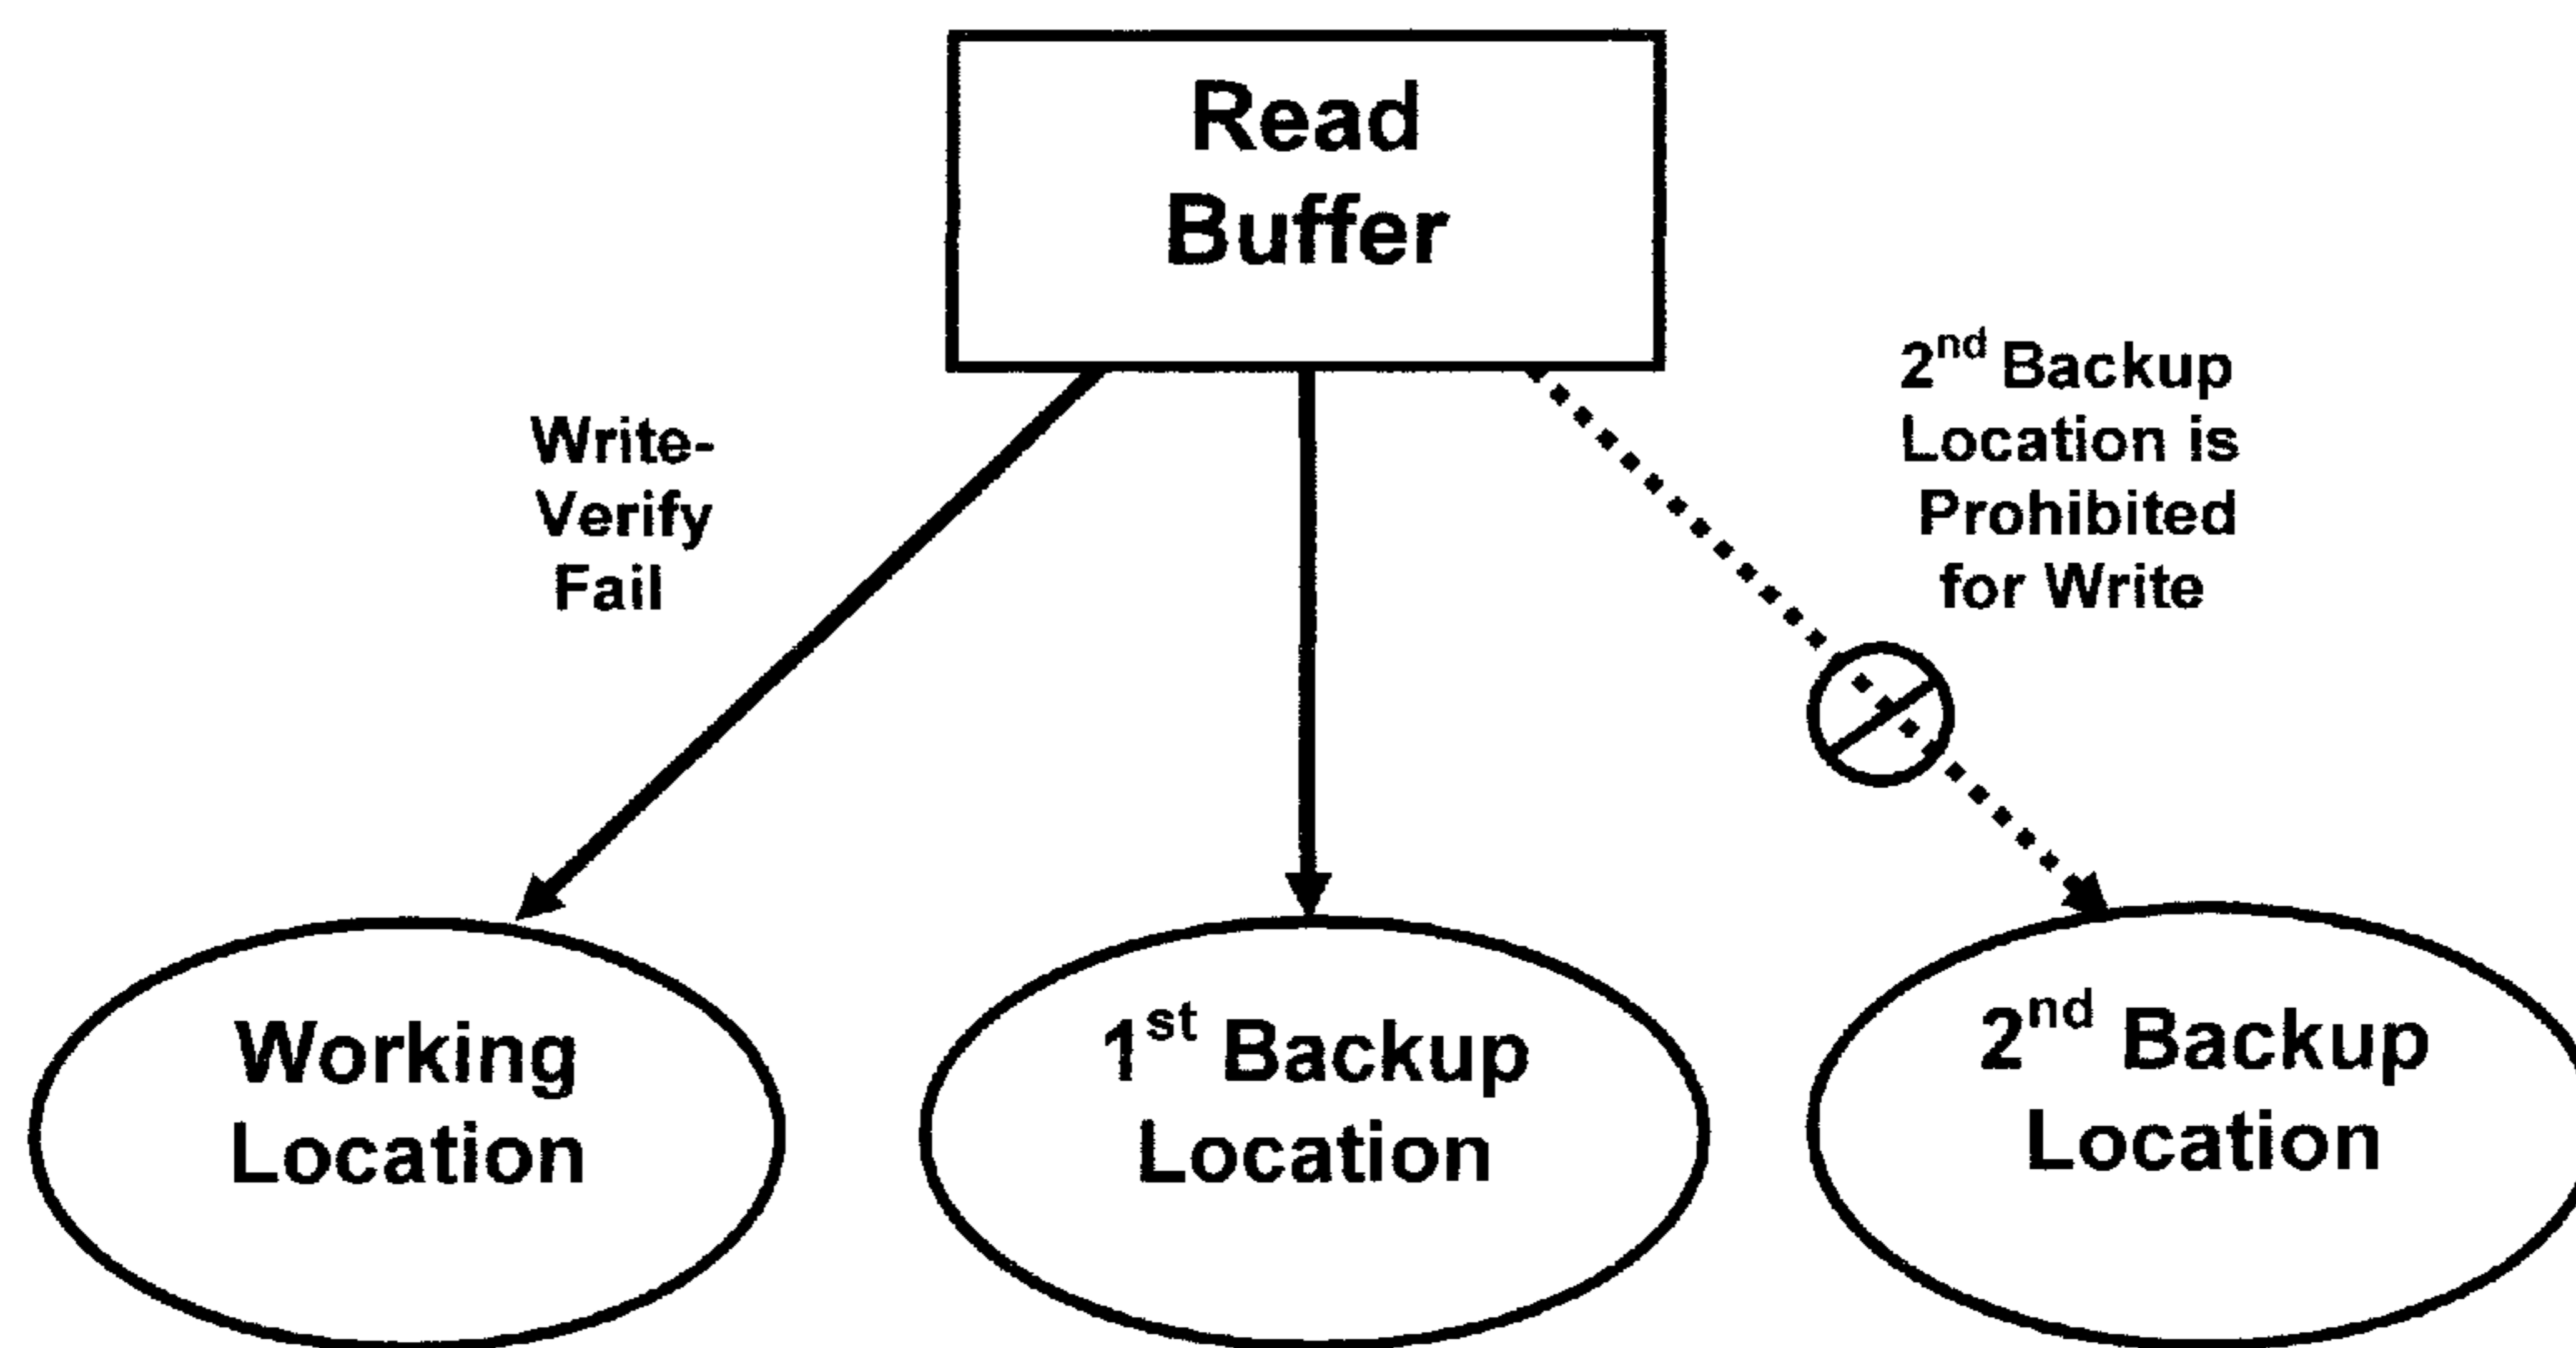 Read
Buffer
Write-
Verify
Fail
2nd Backup
Location is
Prohibited
for Write
Working
Location
1st Backup
Location
2nd Backup
Location